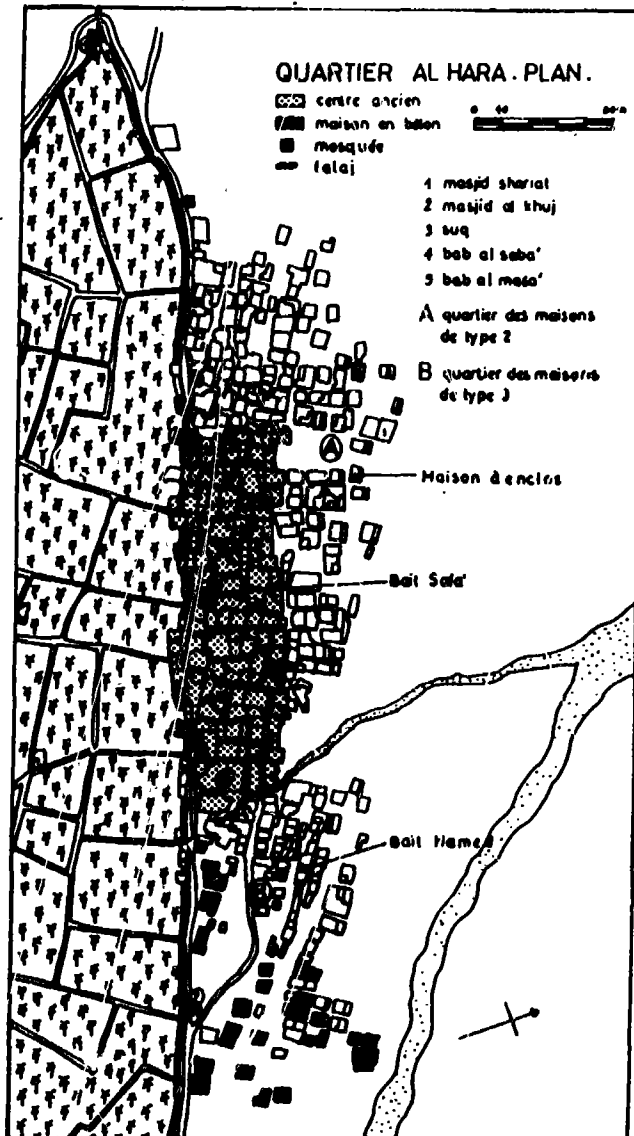 QUARTIER AL HARA . PLAN .
centre ancien
maison en béton
mosquée
falaj
1 masjid shariat
2 masjid al khuj
3 suq
4 bab al saba'
5 bab al masa'
A quartier des maisons
de type 2
B quartier des maisons
de type 3
A
Maison à enclos
Bait Sala'
Bait Hamed